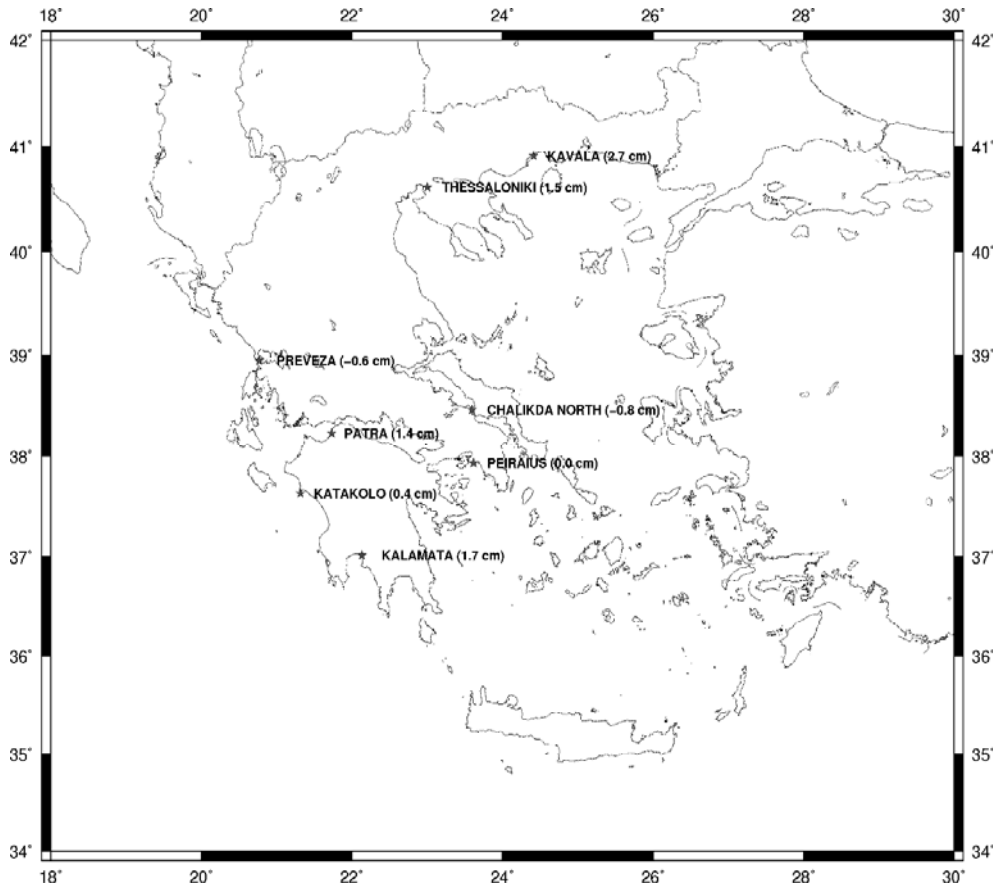 18˚ 20˚ 22˚ 24˚ 26˚ 28˚ 30˚
42˚ 42˚
41˚ KAVALA (2.7 cm) 41˚
THESSALONIKI (1.5 cm)
40˚ 40˚
39˚ PREVEZA (−0.6 cm) 39˚
CHALIKDA NORTH (−0.8 cm)
PATRA (1.4 cm)
38˚ PEIRAIUS (0.0 cm) 38˚
KATAKOLO (0.4 cm)
37˚ KALAMATA (1.7 cm) 37˚
36˚ 36˚
35˚ 35˚
34˚ 34˚
18˚ 20˚ 22˚ 24˚ 26˚ 28˚ 30˚